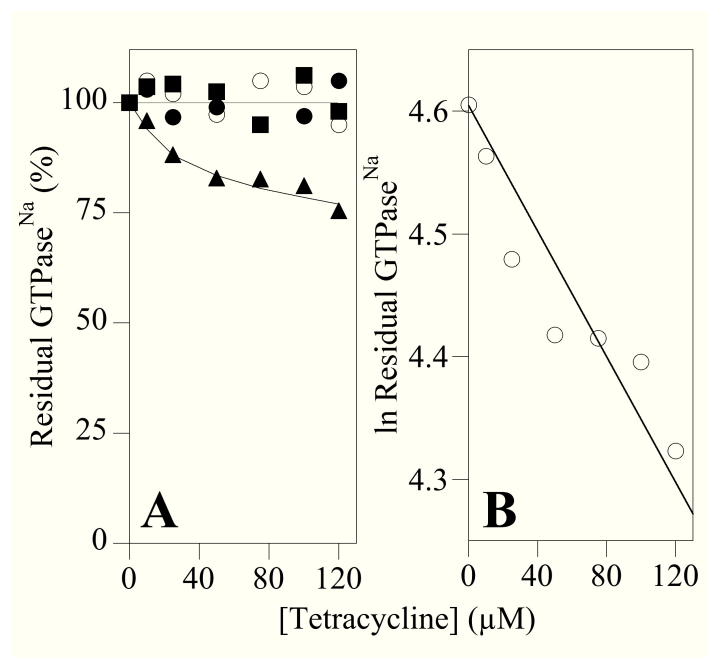 Residual GTPase^Na (%)
100
75
50
25
0
A
0 40 80 120
ln Residual GTPase^Na
4.6
4.5
4.4
4.3
B
0 40 80 120
[Tetracycline] (µM)